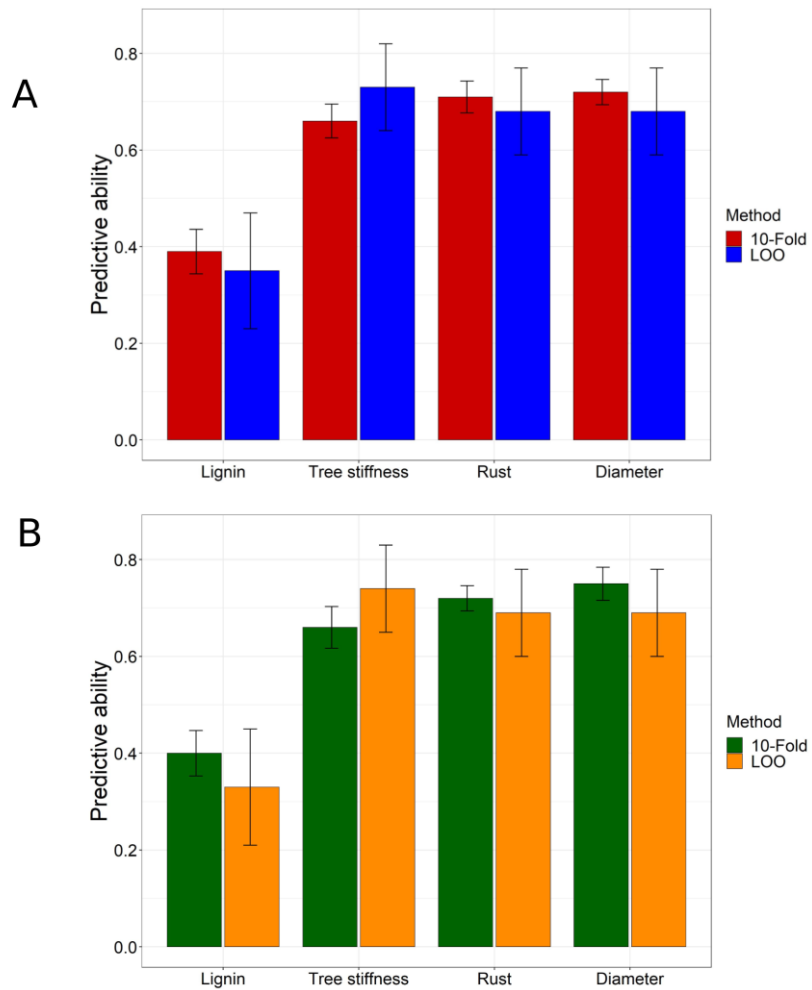 A
Predictive ability
0.8
0.6
0.4
0.2
0.0
Lignin Tree stiffness Rust Diameter
Method
10-Fold
LOO
B
Predictive ability
0.8
0.6
0.4
0.2
0.0
Lignin Tree stiffness Rust Diameter
Method
10-Fold
LOO